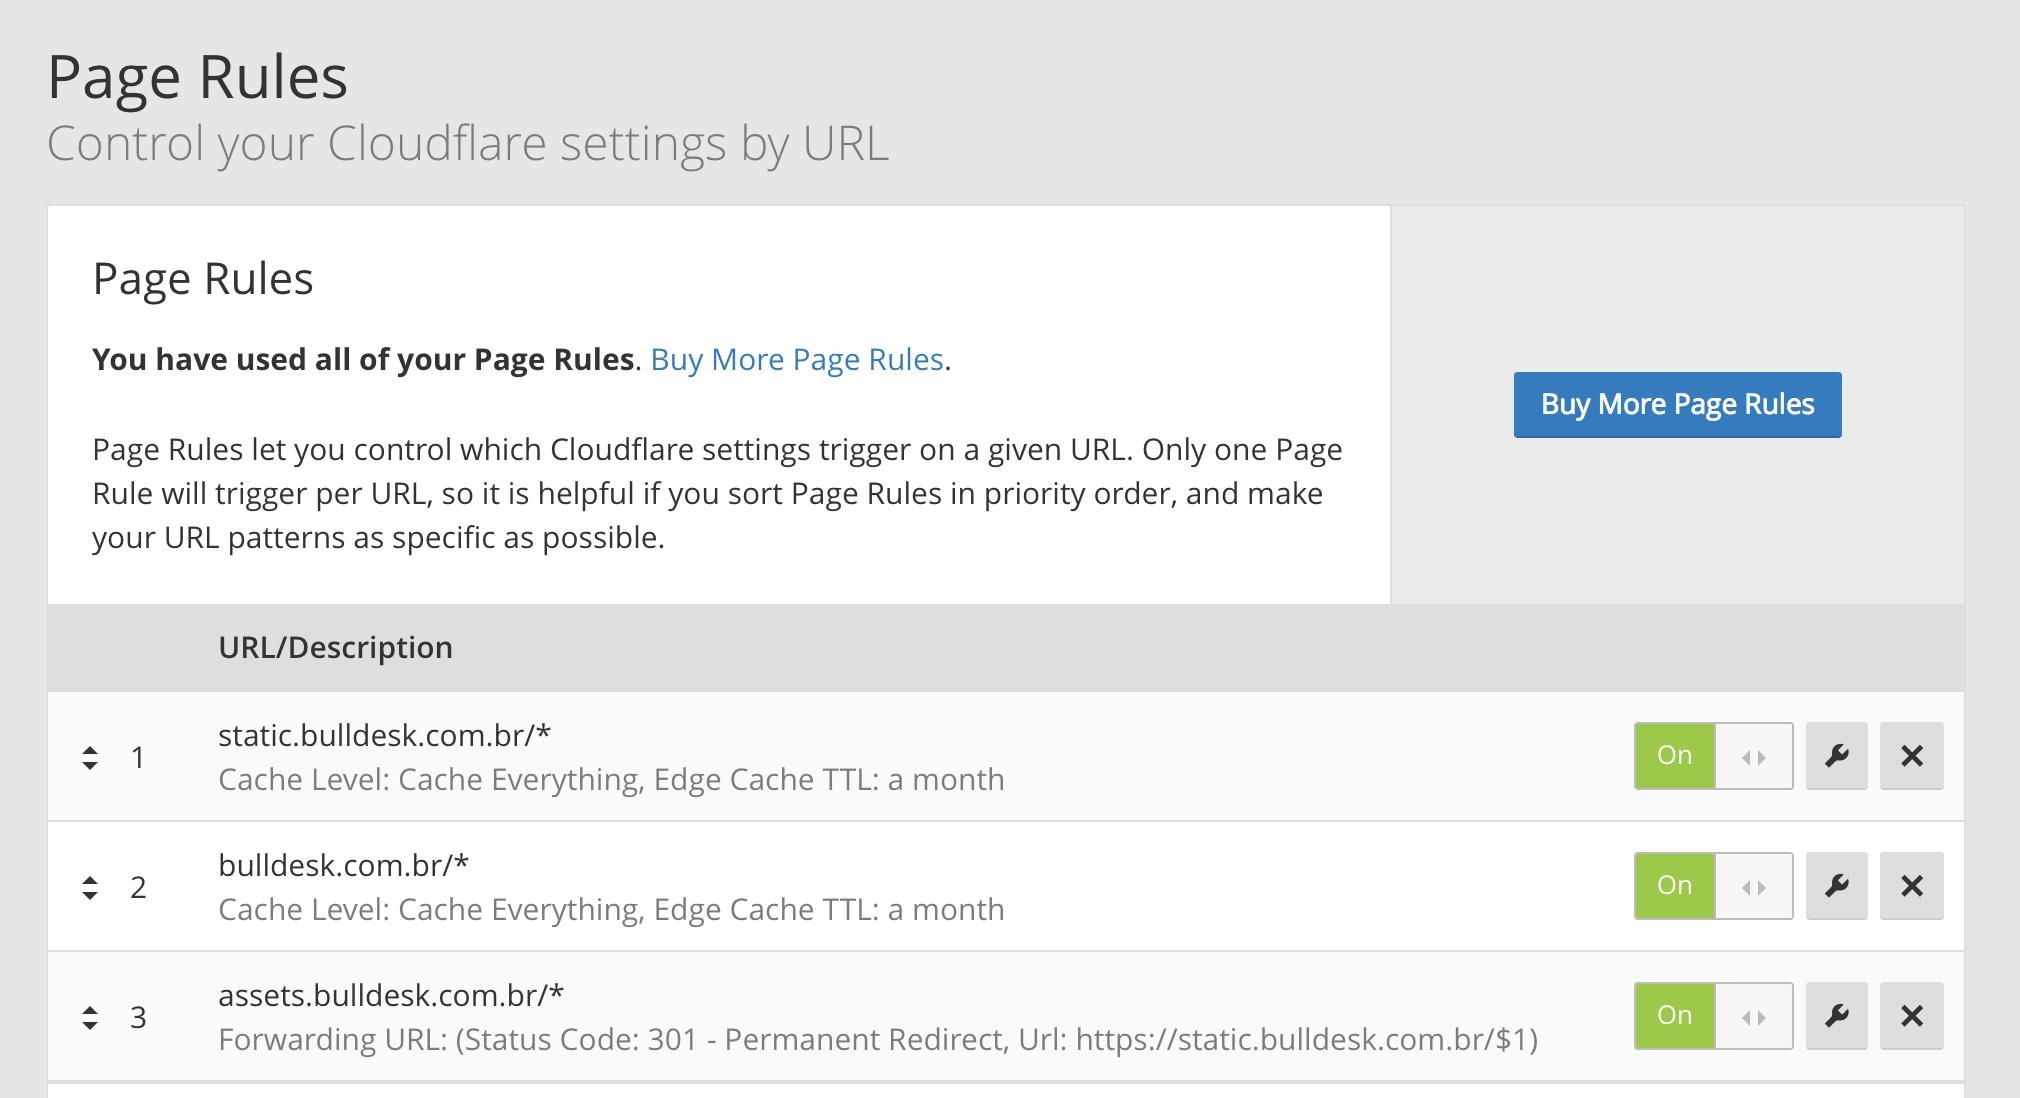 Page Rules
Control your Cloudflare settings by URL
Page Rules
You have used all of your Page Rules. Buy More Page Rules.
Buy More Page Rules
Page Rules let you control which Cloudflare settings trigger on a given URL. Only one Page
Rule will trigger per URL, so it is helpful if you sort Page Rules in priority order, and make
your URL patterns as specific as possible.
URL/Description
1
static.bulldesk.com.br/*
Cache Level: Cache Everything, Edge Cache TTL: a month
On
2
bulldesk.com.br/*
Cache Level: Cache Everything, Edge Cache TTL: a month
On
3
assets.bulldesk.com.br/*
Forwarding URL: (Status Code: 301 - Permanent Redirect, Url: https://static.bulldesk.com.br/$1)
On